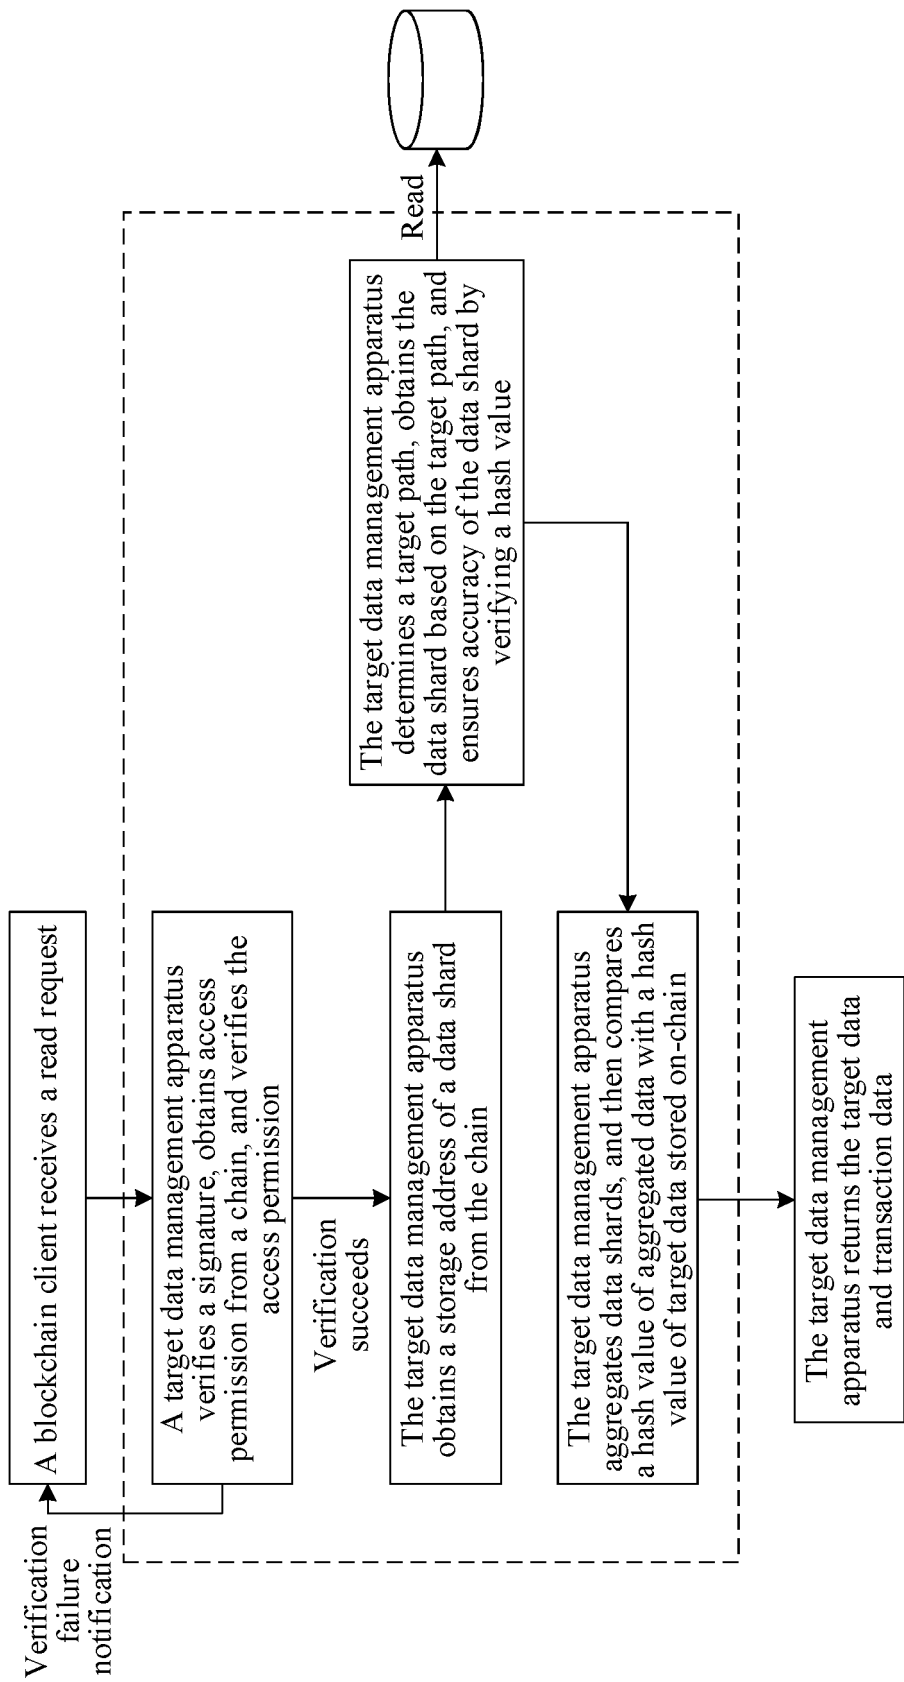 A blockchain client receives a read request
Verification
failure
notification
A target data management apparatus
verifies a signature, obtains access
permission from a chain, and verifies the
access permission
Verification
succeeds
The target data management apparatus
obtains a storage address of a data shard
from the chain
The target data management apparatus
determines a target path, obtains the
data shard based on the target path, and
ensures accuracy of the data shard by
verifying a hash value
Read
The target data management apparatus
aggregates data shards, and then compares
a hash value of aggregated data with a hash
value of target data stored on-chain
The target data management
apparatus returns the target data
and transaction data